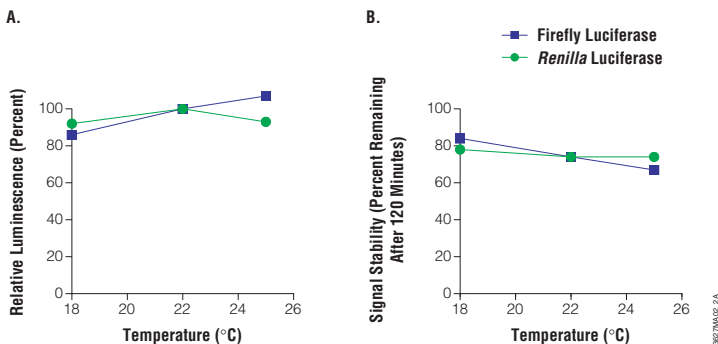 A.
Relative Luminescence (Percent)
100
80
60
40
20
0
18
20
22
24
26
Temperature (°C)
B.
Firefly Luciferase
Renilla Luciferase
Signal Stability (Percent Remaining
After 120 Minutes)
100
80
60
40
20
0
18
20
22
24
26
Temperature (°C)